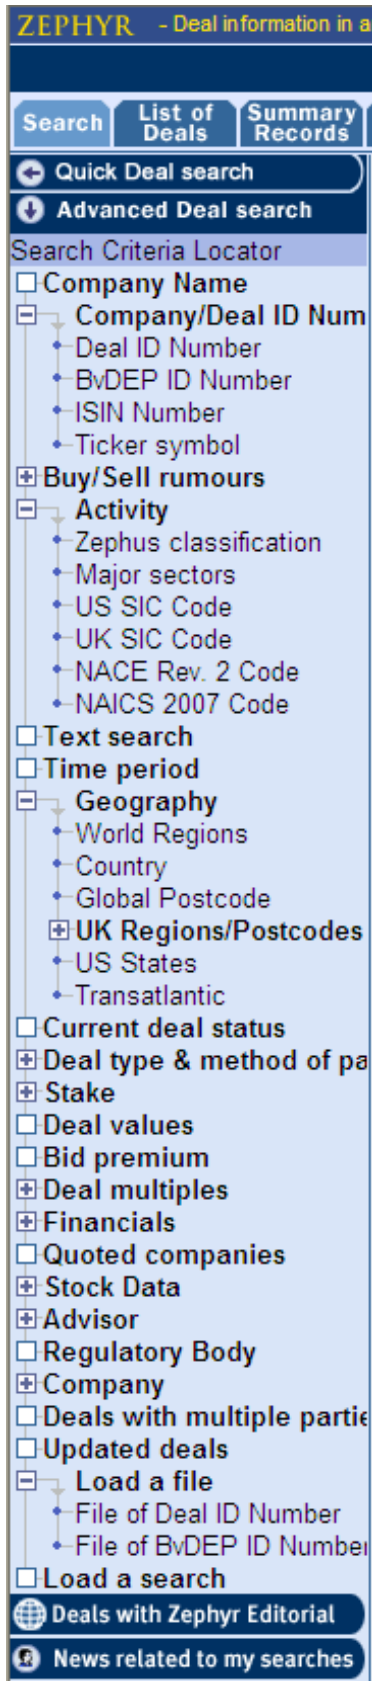 ZEPHYR - Deal information in a
Search
List of Deals
Summary Records
Quick Deal search
Advanced Deal search
Search Criteria Locator
Company Name
Company/Deal ID Num
Deal ID Number
BvDEP ID Number
ISIN Number
Ticker symbol
Buy/Sell rumours
Activity
Zephus classification
Major sectors
US SIC Code
UK SIC Code
NACE Rev. 2 Code
NAICS 2007 Code
Text search
Time period
Geography
World Regions
Country
Global Postcode
UK Regions/Postcodes
US States
Transatlantic
Current deal status
Deal type & method of pa
Stake
Deal values
Bid premium
Deal multiples
Financials
Quoted companies
Stock Data
Advisor
Regulatory Body
Company
Deals with multiple partie
Updated deals
Load a file
File of Deal ID Number
File of BvDEP ID Number
Load a search
Deals with Zephyr Editorial
News related to my searches